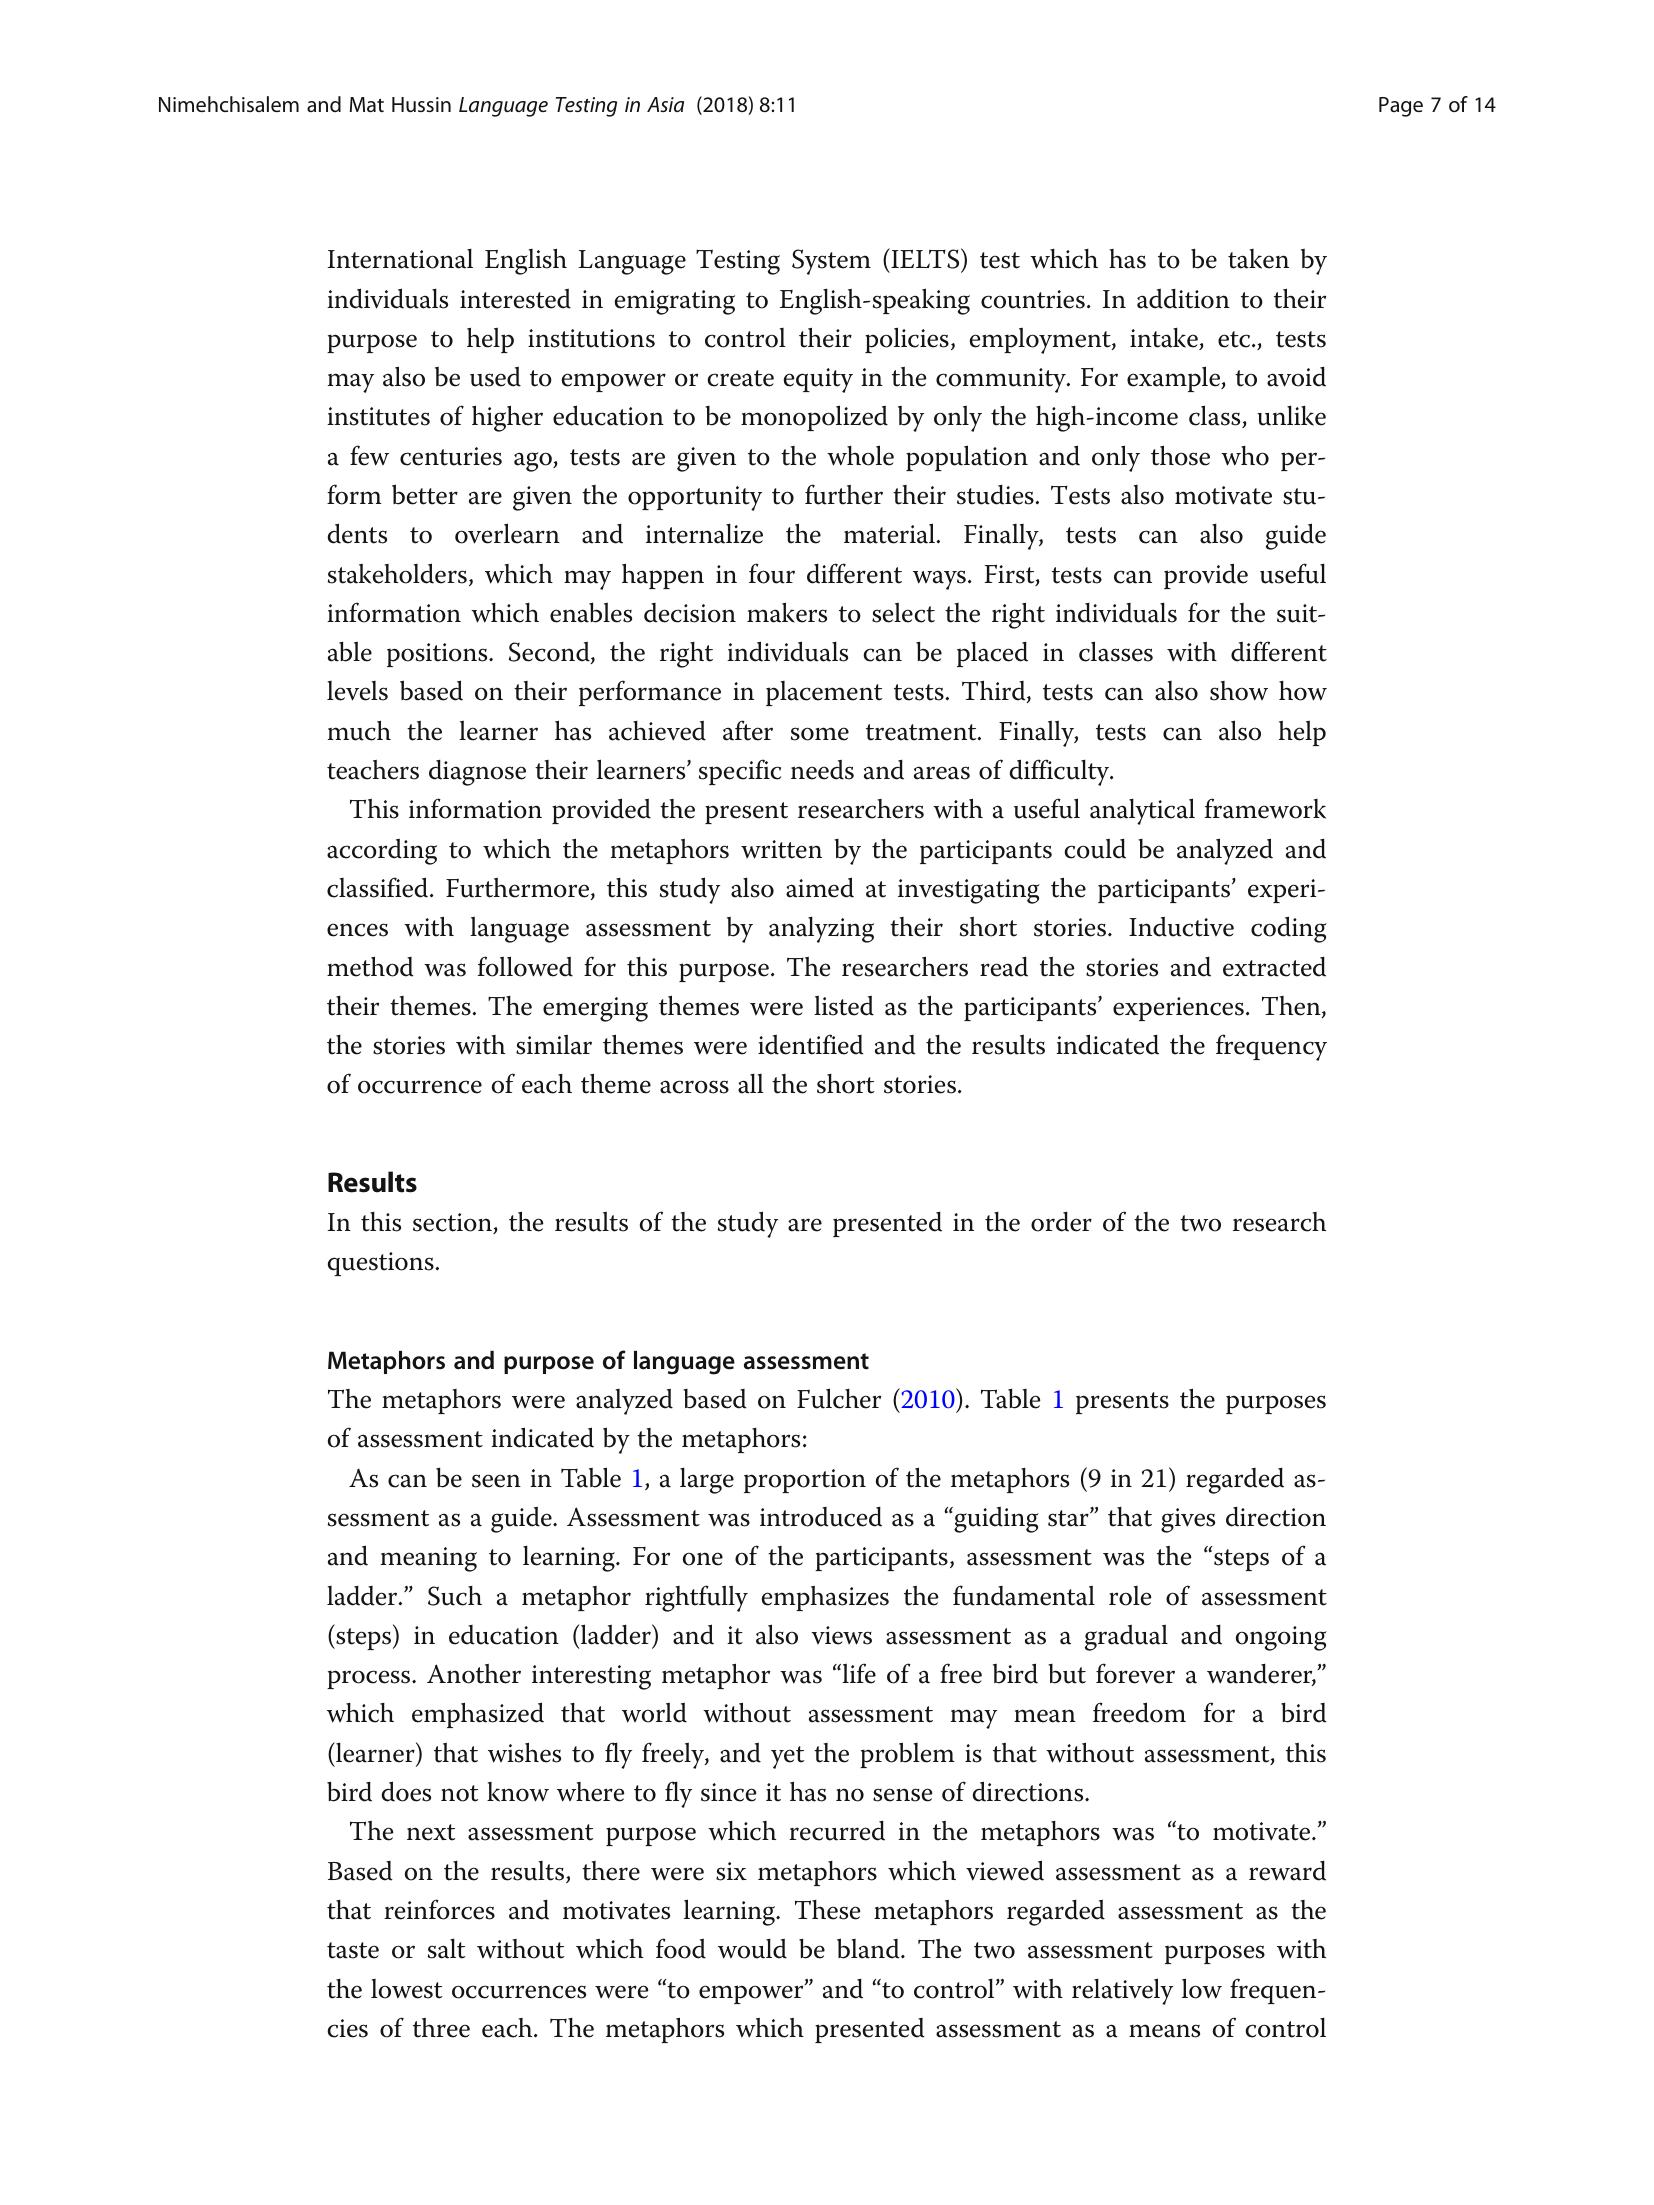 Nimehchisalem and Mat Hussin Language Testing in Asia (2018) 8:11
Page 7 of 14
International English Language Testing System (IELTS) test which has to be taken by
individuals interested in emigrating to English-speaking countries. In addition to their
purpose to help institutions to control their policies, employment, intake, etc., tests
may also be used to empower or create equity in the community. For example, to avoid
institutes of higher education to be monopolized by only the high-income class, unlike
a few centuries ago, tests are given to the whole population and only those who per-
form better are given the opportunity to further their studies. Tests also motivate stu-
dents to overlearn and internalize the material. Finally, tests can also guide
stakeholders, which may happen in four different ways. First, tests can provide useful
information which enables decision makers to select the right individuals for the suit-
able positions. Second, the right individuals can be placed in classes with different
levels based on their performance in placement tests. Third, tests can also show how
much the learner has achieved after some treatment. Finally, tests can also help
teachers diagnose their learners’ specific needs and areas of difficulty.
This information provided the present researchers with a useful analytical framework
according to which the metaphors written by the participants could be analyzed and
classified. Furthermore, this study also aimed at investigating the participants’ experi-
ences with language assessment by analyzing their short stories. Inductive coding
method was followed for this purpose. The researchers read the stories and extracted
their themes. The emerging themes were listed as the participants’ experiences. Then,
the stories with similar themes were identified and the results indicated the frequency
of occurrence of each theme across all the short stories.
Results
In this section, the results of the study are presented in the order of the two research
questions.
Metaphors and purpose of language assessment
The metaphors were analyzed based on Fulcher (2010). Table 1 presents the purposes
of assessment indicated by the metaphors:
As can be seen in Table 1, a large proportion of the metaphors (9 in 21) regarded as-
sessment as a guide. Assessment was introduced as a “guiding star” that gives direction
and meaning to learning. For one of the participants, assessment was the “steps of a
ladder.” Such a metaphor rightfully emphasizes the fundamental role of assessment
(steps) in education (ladder) and it also views assessment as a gradual and ongoing
process. Another interesting metaphor was “life of a free bird but forever a wanderer,”
which emphasized that world without assessment may mean freedom for a bird
(learner) that wishes to fly freely, and yet the problem is that without assessment, this
bird does not know where to fly since it has no sense of directions.
The next assessment purpose which recurred in the metaphors was “to motivate.”
Based on the results, there were six metaphors which viewed assessment as a reward
that reinforces and motivates learning. These metaphors regarded assessment as the
taste or salt without which food would be bland. The two assessment purposes with
the lowest occurrences were “to empower” and “to control” with relatively low frequen-
cies of three each. The metaphors which presented assessment as a means of control